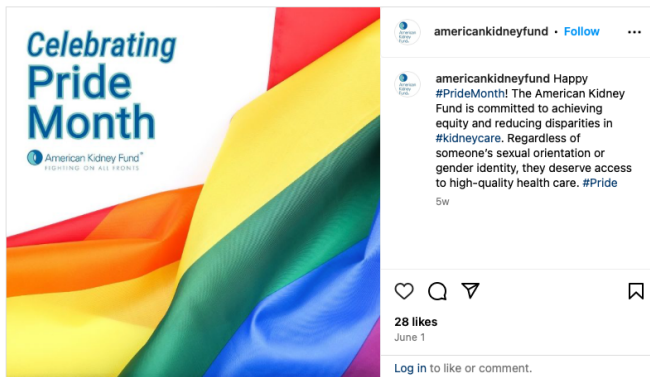 Celebrating
Pride
Month
American Kidney Fund™
FIGHTING ON ALL FRONTS
americankidneyfund • Follow
americankidneyfund Happy
#PrideMonth! The American Kidney
Fund is committed to achieving
equity and reducing disparities in
#kidneycare. Regardless of
someone's sexual orientation or
gender identity, they deserve access
to high-quality health care. #Pride
5w
28 likes
June 1
Log in to like or comment.